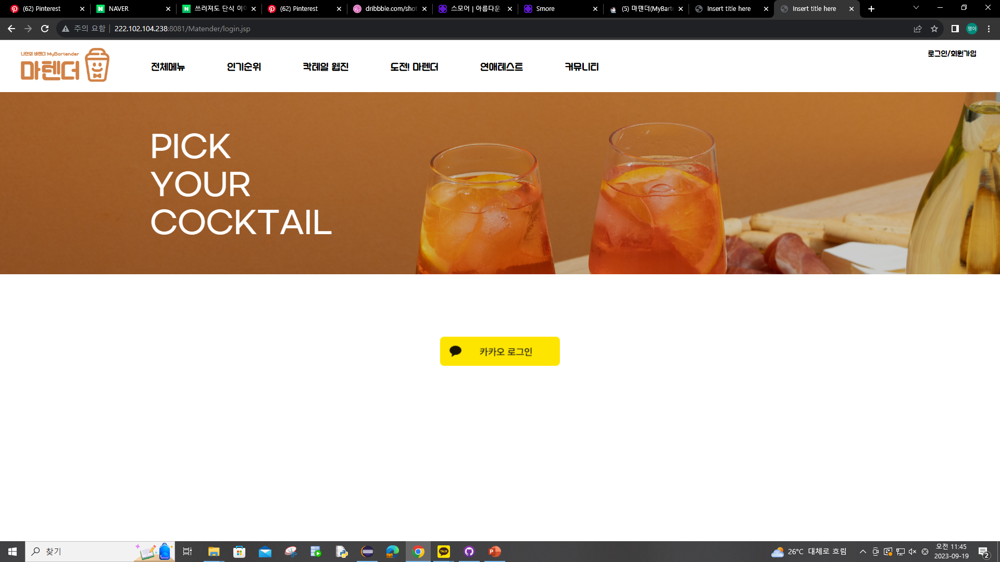 (62) Pinterest
NAVER
쓰러져도 단식 이어
(62) Pinterest
dribbble.com/shot
스모어 | 아름다운
Smore
(5) 마텐더(MyBarte
Insert title here
Insert title here
주의 요함
222.102.104.238:8081/Matender/login.jsp
쟁이
나만의 바텐더 MyBartender
마텐더
전체메뉴
인기순위
칵테일 웹진
도전! 마텐더
연애테스트
커뮤니티
로그인/회원가입
PICK
YOUR
COCKTAIL
카카오 로그인
찾기
TALK
26°C 대체로 흐림
오전 11:45
2023-09-19
2